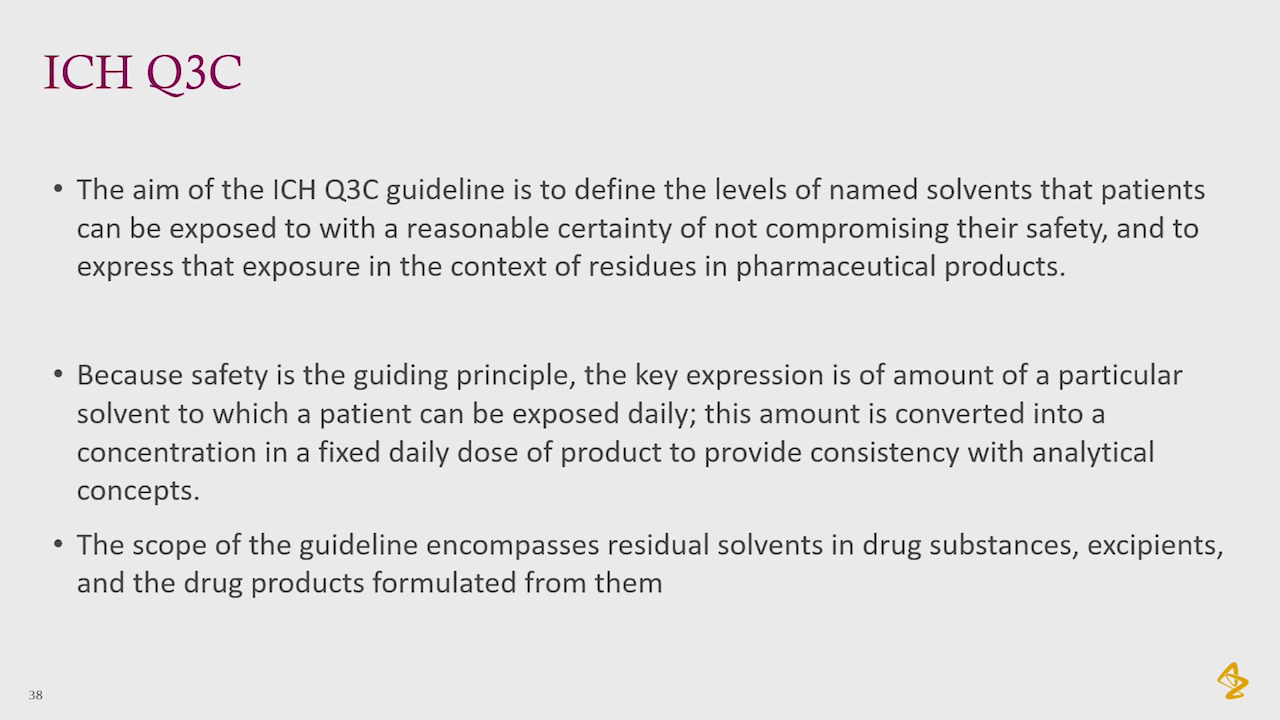 ICH Q3C
• The aim of the ICH Q3C guideline is to define the levels of named solvents that patients
can be exposed to with a reasonable certainty of not compromising their safety, and to
express that exposure in the context of residues in pharmaceutical products.
• Because safety is the guiding principle, the key expression is of amount of a particular
solvent to which a patient can be exposed daily; this amount is converted into a
concentration in a fixed daily dose of product to provide consistency with analytical
concepts.
• The scope of the guideline encompasses residual solvents in drug substances, excipients,
and the drug products formulated from them
38